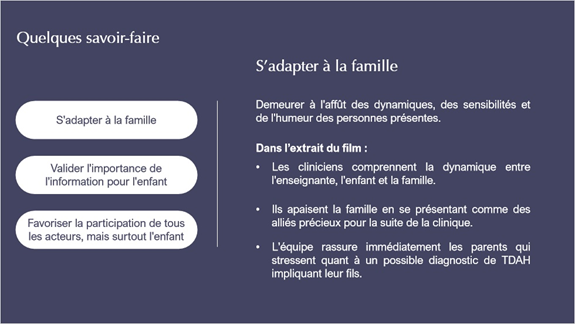 Quelques savoir-faire
S'adapter à la famille
Valider l'importance de
l'information pour l'enfant
Favoriser la participation de tous
les acteurs, mais surtout l'enfant
S'adapter à la famille
Demeurer à l'affût des dynamiques, des sensibilités et
de l'humeur des personnes présentes.
Dans l'extrait du film :
• Les cliniciens comprennent la dynamique entre
l'enseignante, l'enfant et la famille.
• Ils apaisent la famille en se présentant comme des
alliés précieux pour la suite de la clinique.
• L'équipe rassure immédiatement les parents qui
stressent quant à un possible diagnostic de TDAH
impliquant leur fils.